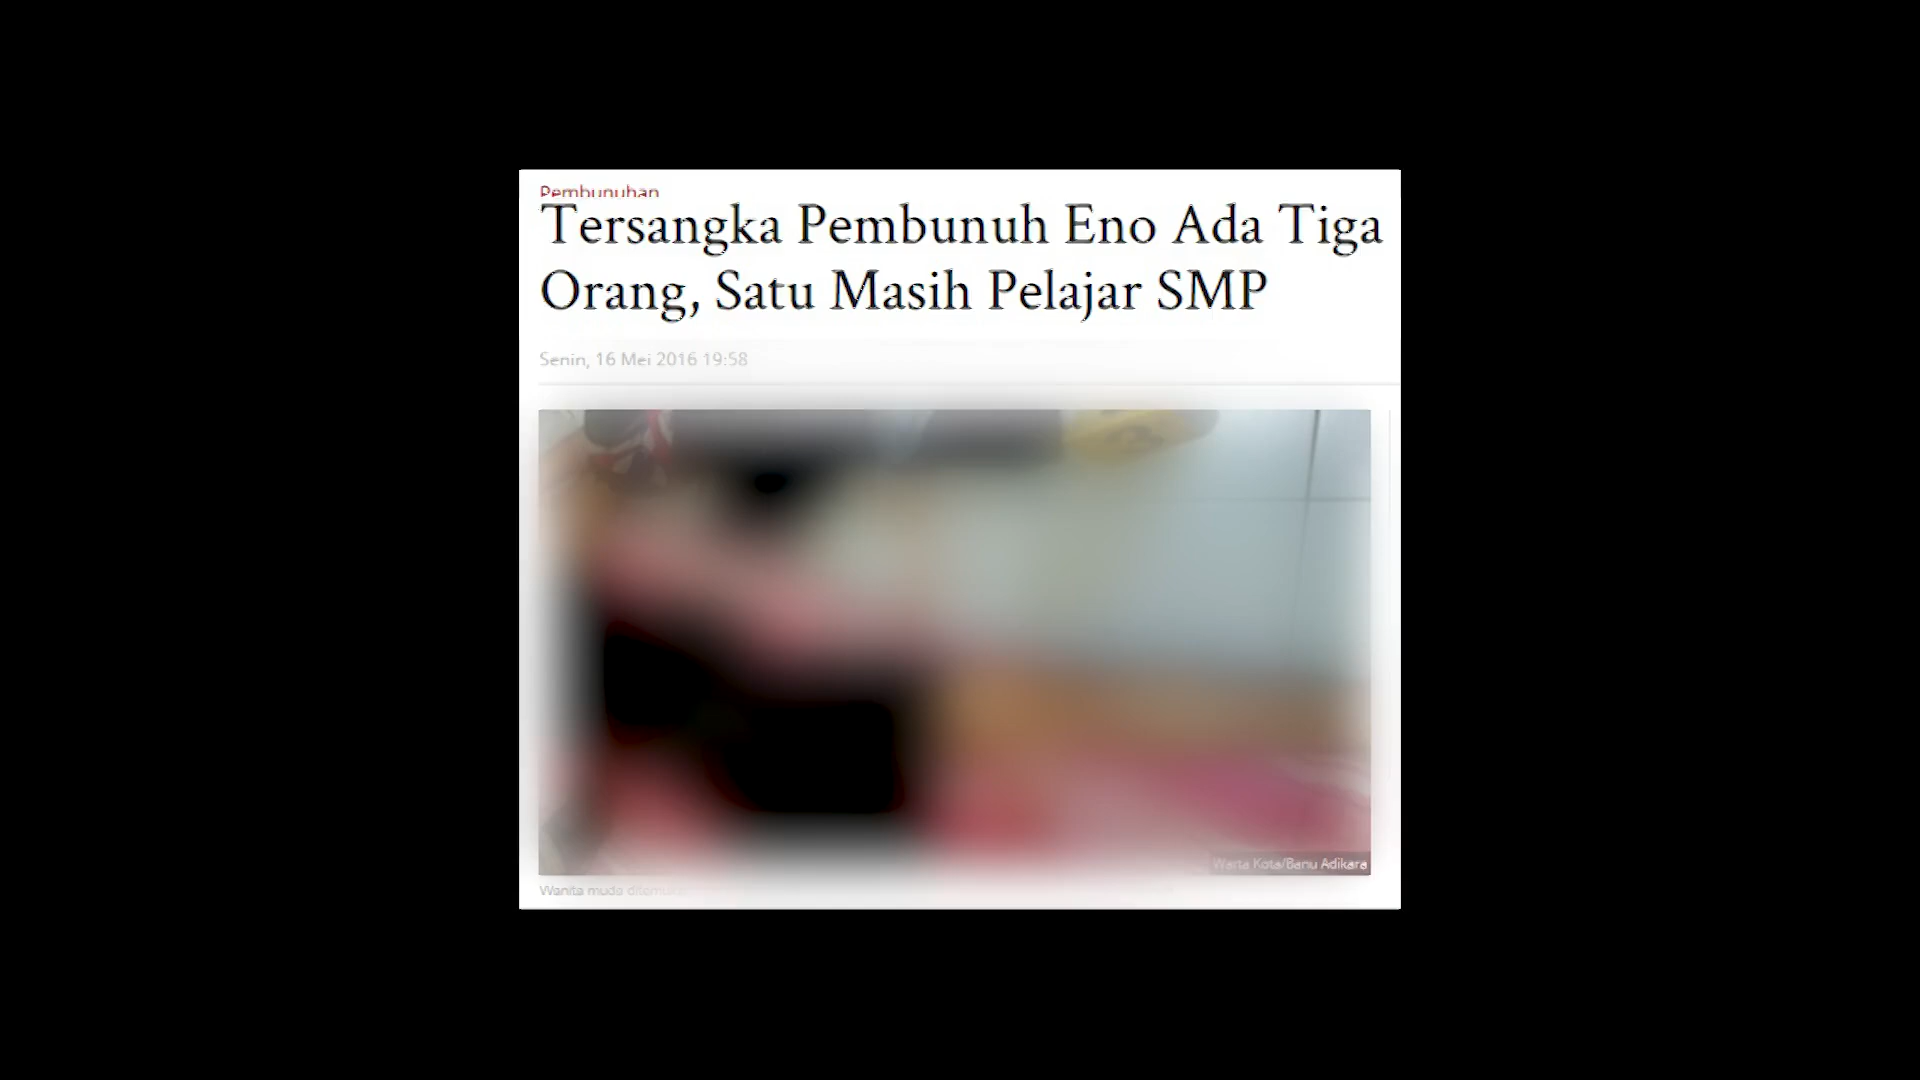 Pembunuhan
Tersangka Pembunuh Eno Ada Tiga
Orang, Satu Masih Pelajar SMP
Senin, 16 Mei 2016 19:58
Warta Kota/Banu Adikara
Wanita muda